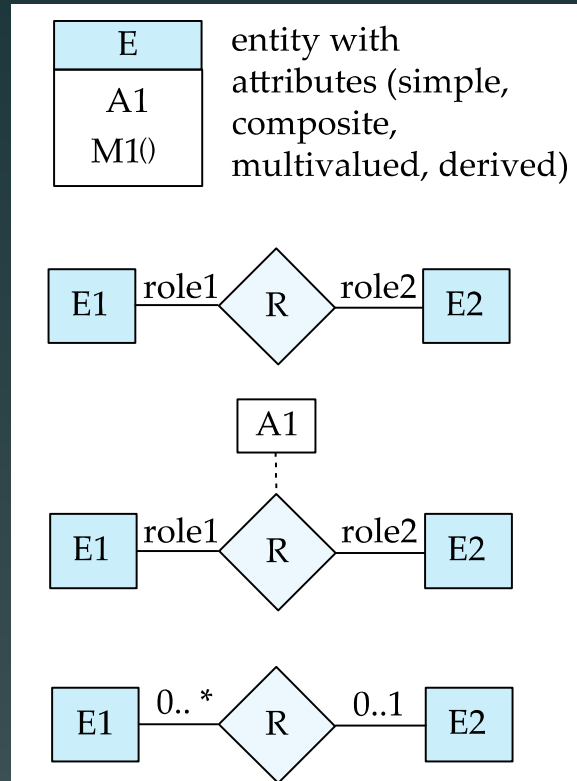 E
A1
M1()
entity with
attributes (simple,
composite,
multivalued, derived)
E1 role1 R role2 E2
A1
E1 role1 R role2 E2
E1 0.. * R 0..1 E2